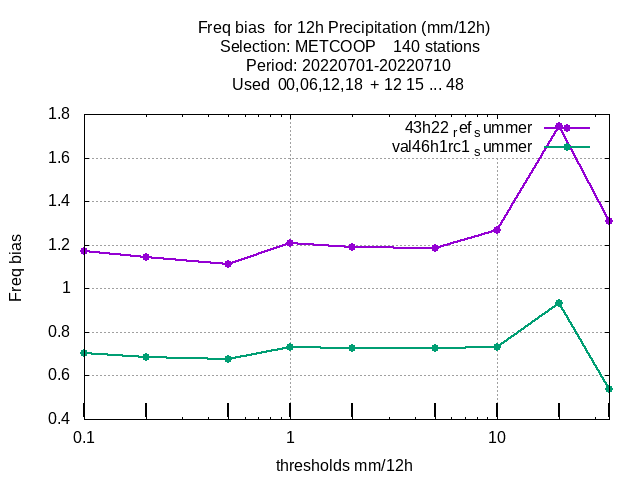 Freq bias  for 12h Precipitation (mm/12h)
Selection: METCOOP    140 stations
Period: 20220701-20220710
Used  00,06,12,18  + 12 15 ... 48
43h22 ref summer
val46h1rc1 summer
1.8
1.6
1.4
1.2
1
0.8
0.6
0.4
Freq bias
0.1 1 10
thresholds mm/12h